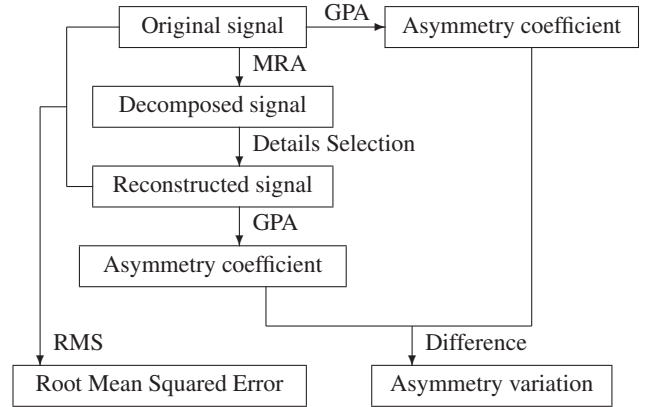 Original signal
GPA
Asymmetry coefficient
MRA
Decomposed signal
Details Selection
Reconstructed signal
GPA
Asymmetry coefficient
RMS
Difference
Root Mean Squared Error
Asymmetry variation